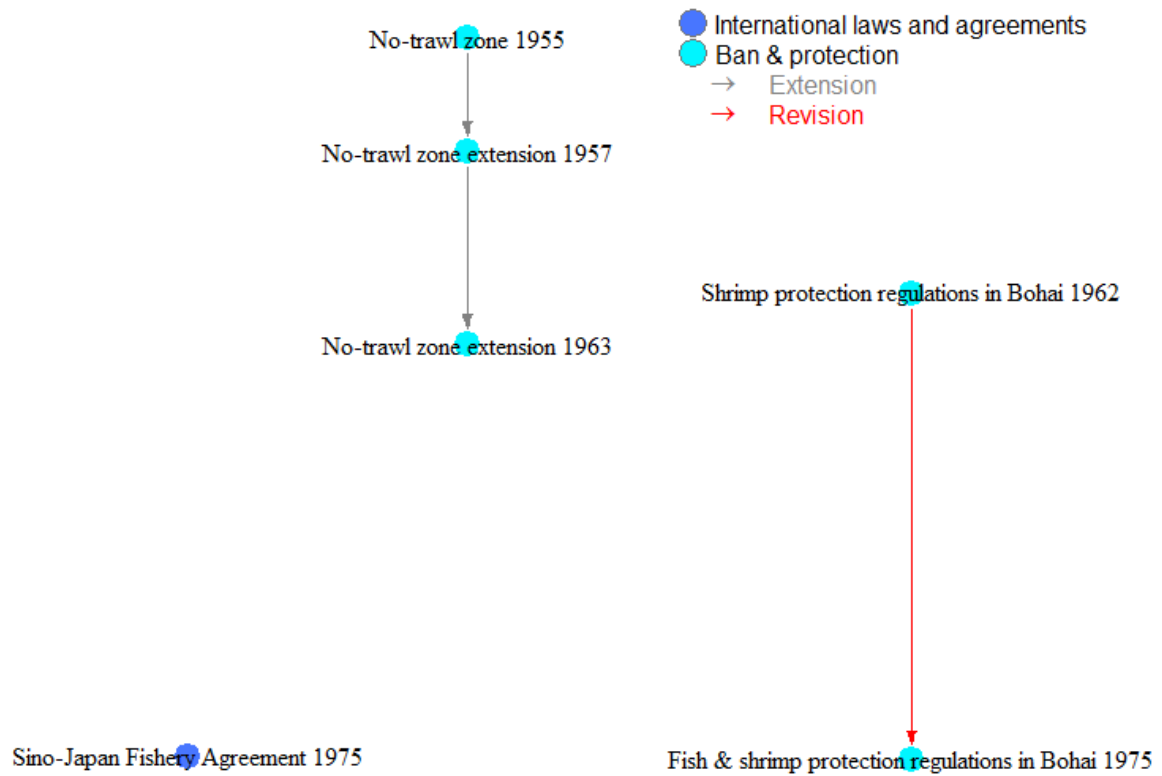 No-trawl zone 1955
International laws and agreements
Ban & protection
→ Extension
→ Revision
No-trawl zone extension 1957
Shrimp protection regulations in Bohai 1962
No-trawl zone extension 1963
Sino-Japan Fishery Agreement 1975
Fish & shrimp protection regulations in Bohai 1975